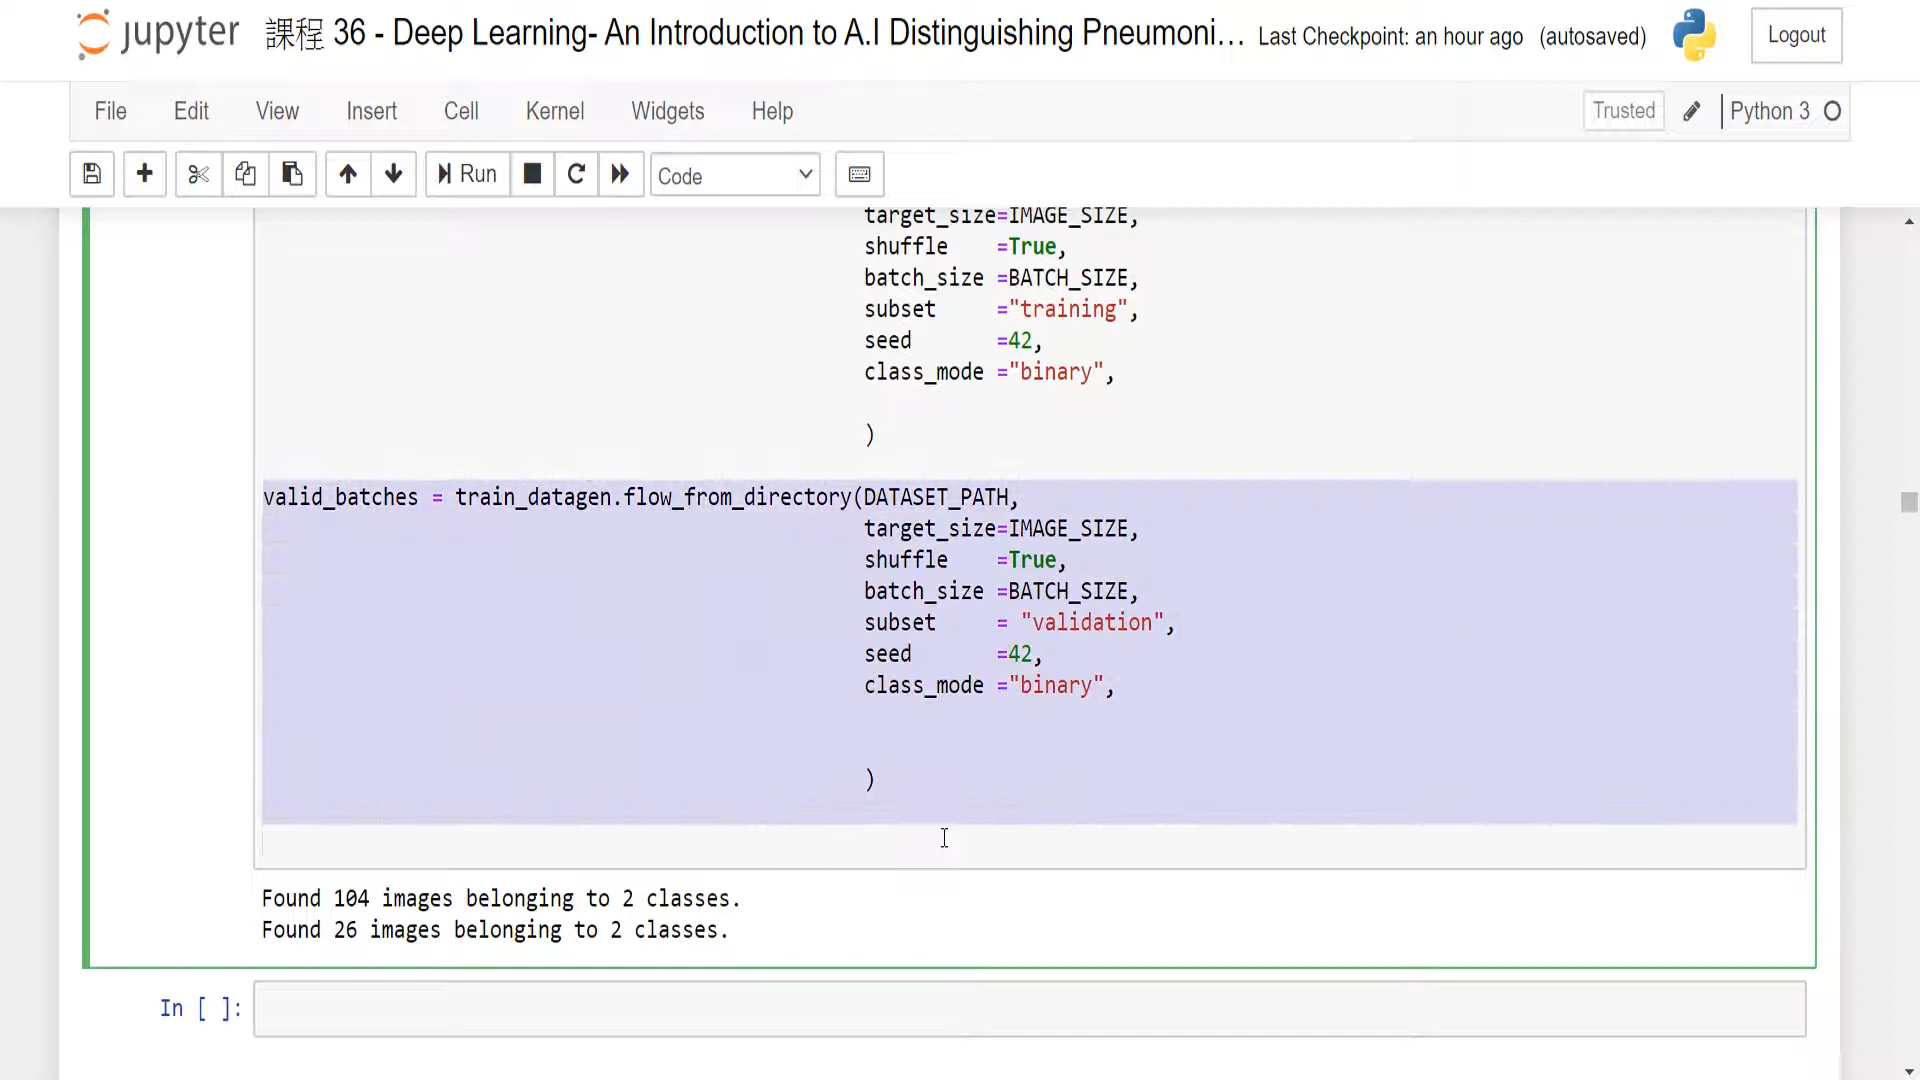 jupyter 課程 36 - Deep Learning- An Introduction to A.I Distinguishing Pneumoni... Last Checkpoint: an hour ago (autosaved) Logout
File Edit View Insert Cell Kernel Widgets Help Trusted Python 3
Run Code
target_size=IMAGE_SIZE,
shuffle    =True,
batch_size =BATCH_SIZE,
subset     ="training",
seed       =42,
class_mode ="binary",
)
valid_batches = train_datagen.flow_from_directory(DATASET_PATH,
target_size=IMAGE_SIZE,
shuffle    =True,
batch_size =BATCH_SIZE,
subset     = "validation",
seed       =42,
class_mode ="binary",
)
Found 104 images belonging to 2 classes.
Found 26 images belonging to 2 classes.
In [ ]: